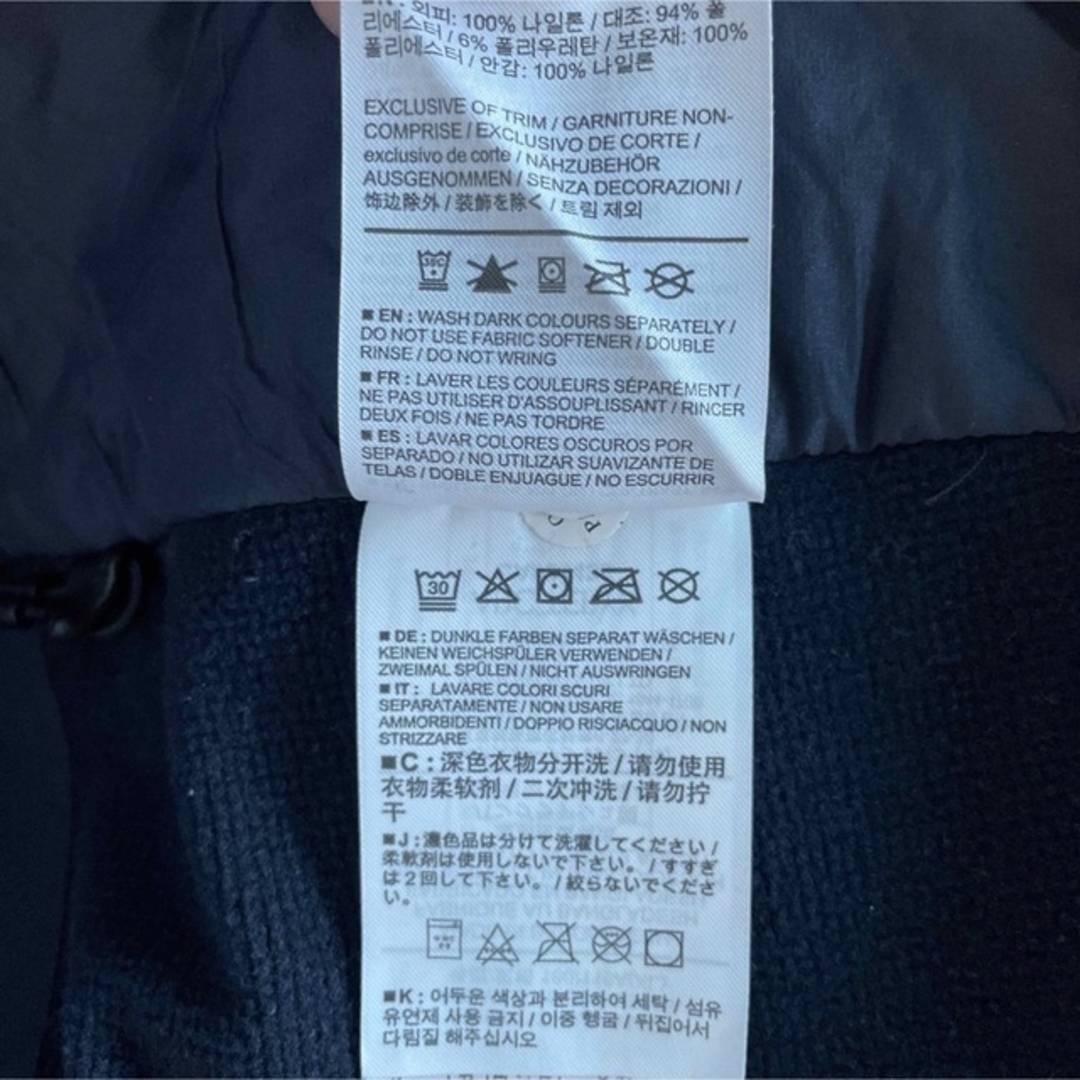 외피: 100% 나일론 / 대조: 94% 폴
리에스터 / 6% 폴리우레탄 / 보온재: 100%
폴리에스터 / 안감: 100% 나일론
EXCLUSIVE OF TRIM / GARNITURE NON-
COMPRISE / EXCLUSIVO DE CORTE /
exclusivo de corte / NÄHZUBEHÖR
AUSGENOMMEN / SENZA DECORAZIONI /
饰边除外 / 装飾を除く / 트림 제외
30C
■ EN : WASH DARK COLOURS SEPARATELY /
DO NOT USE FABRIC SOFTENER / DOUBLE
RINSE / DO NOT WRING
■ FR : LAVER LES COULEURS SÉPARÉMENT /
NE PAS UTILISER D'ASSOUPLISSANT / RINCER
DEUX FOIS / NE PAS TORDRE
■ ES : LAVAR COLORES OSCUROS POR
SEPARADO / NO UTILIZAR SUAVIZANTE DE
TELAS / DOBLE ENJUAGUE / NO ESCURRIR
30
■ DE : DUNKLE FARBEN SEPARAT WÄSCHEN /
KEINEN WEICHSPÜLER VERWENDEN /
ZWEIMAL SPÜLEN / NICHT AUSWRINGEN
■ IT : LAVARE COLORI SCURI
SEPARATAMENTE / NON USARE
AMMORBIDENTI / DOPPIO RISCIACQUO / NON
STRIZZARE
■C : 深色衣物分开洗 / 请勿使用
衣物柔软剂 / 二次冲洗 / 请勿拧
干
■J : 濃色品は分けて洗濯してください /
柔軟剤は使用しないで下さい。/ すすぎ
は2回して下さい。/ 絞らないでくださ
い。
■K : 어두운 색상과 분리하여 세탁 / 섬유
유연제 사용 금지 / 이중 헹굼 / 뒤집어서
다림질 해주십시오